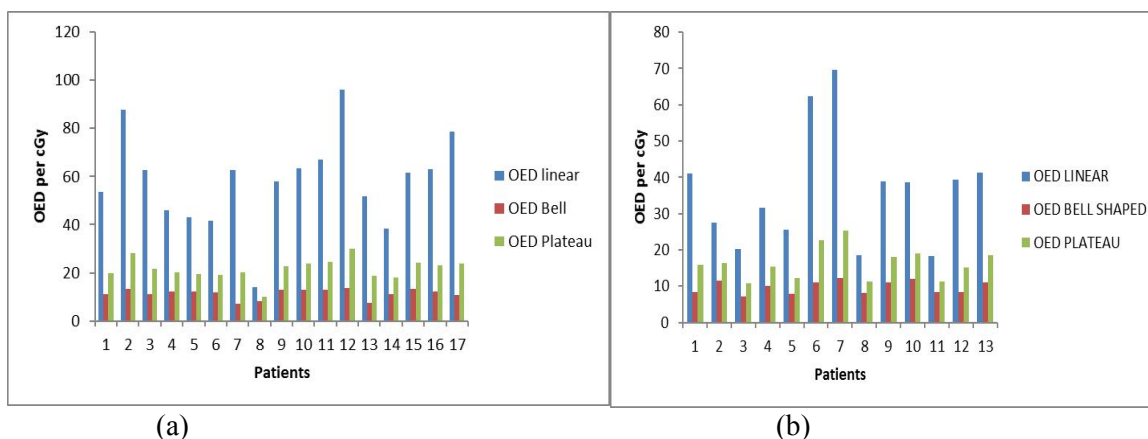 120
100
80
60
40
20
0
OED per cGy
1 2 3 4 5 6 7 8 9 10 11 12 13 14 15 16 17
Patients
OED linear
OED Bell
OED Plateau
(a)
80
70
60
50
40
30
20
10
0
OED per cGy
1 2 3 4 5 6 7 8 9 10 11 12 13
Patients
OED LINEAR
OED BELL SHAPED
OED PLATEAU
(b)